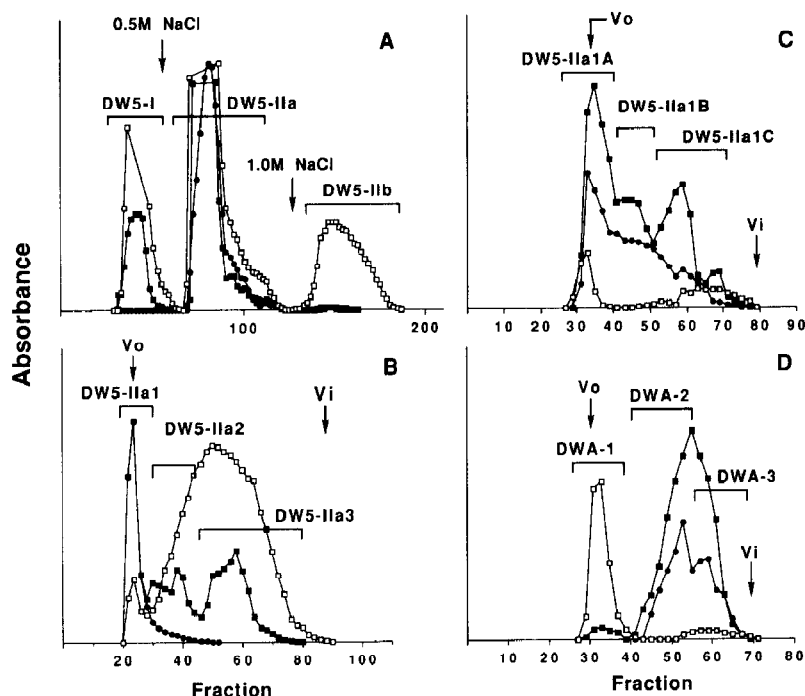 Absorbance
A
0.5M NaCl
DW5-I
DW5-IIa
1.0M NaCl
DW5-IIb
100
200
B
Vo
DW5-IIa1
DW5-IIa2
DW5-IIa3
Vi
20
40
60
80
100
Fraction
C
Vo
DW5-IIa1A
DW5-IIa1B
DW5-IIa1C
Vi
10
20
30
40
50
60
70
80
90
D
Vo
DWA-1
DWA-2
DWA-3
Vi
10
20
30
40
50
60
70
80
Fraction